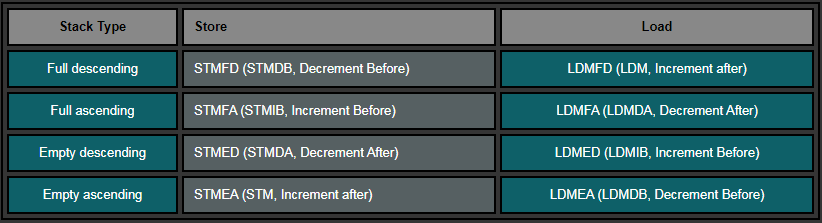 Stack Type Store Load
Full descending STMFD (STMDB, Decrement Before) LDMFD (LDM, Increment after)
Full ascending STMFA (STMIB, Increment Before) LDMFA (LDMDA, Decrement After)
Empty descending STMED (STMDA, Decrement After) LDMED (LDMIB, Increment Before)
Empty ascending STMEA (STM, Increment after) LDMEA (LDMDB, Decrement Before)